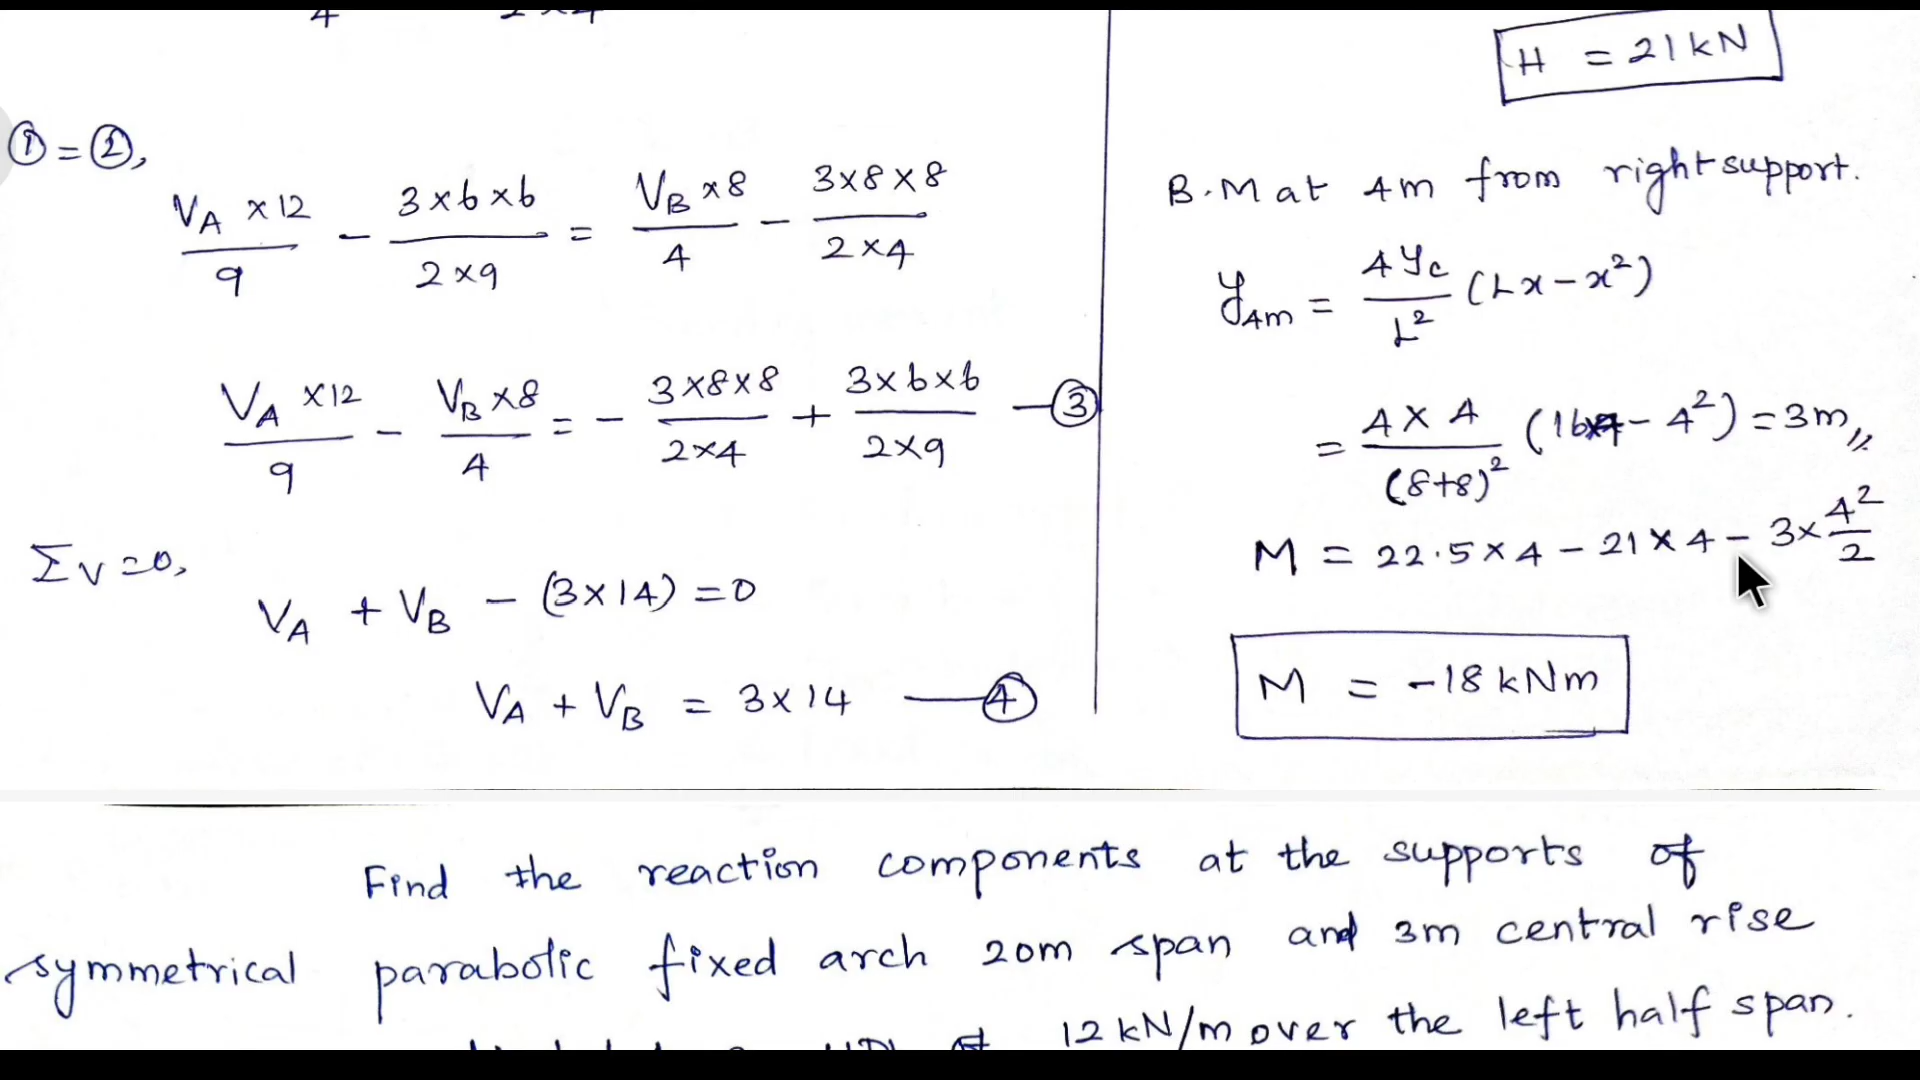 ① = ②,
V_A × 12 / 9 − 3×6×6 / 2×9 = V_B × 8 / 4 − 3×8×8 / 2×4
V_A × 12 / 9 − V_B × 8 / 4 = − 3×8×8 / 2×4 + 3×6×6 / 2×9 — ③
ΣV=0,
V_A + V_B − (3×14) = 0
V_A + V_B = 3×14 — ④
H = 21kN
B.M at 4m from right support.
y_4m = 4y_c / L² (Lx − x²)
= 4×4 / (8+8)² (16×4 − 4²) = 3m,,
M = 22.5×4 − 21×4 − 3× 4²/2
M = −18 kNm
Find the reaction components at the supports of
symmetrical parabolic fixed arch 20m span and 3m central rise
12kN/m over the left half span.